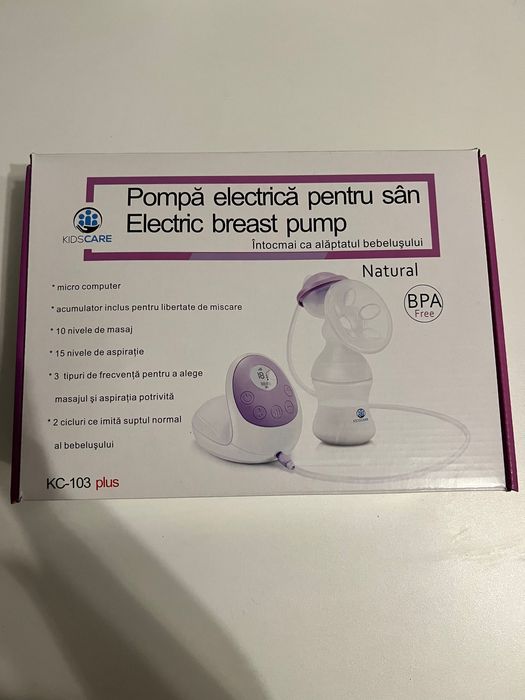 Pompă electrică pentru sân
Electric breast pump
KIDSCARE
Întocmai ca alăptatul bebelușului
Natural
BPA
Free
* micro computer
* acumulator inclus pentru libertate de miscare
* 10 nivele de masaj
* 15 nivele de aspirație
* 3 tipuri de frecvență pentru a alege
masajul și aspirația potrivită
* 2 cicluri ce imită suptul normal
al bebelușului
KIDSCARE
KC-103 plus